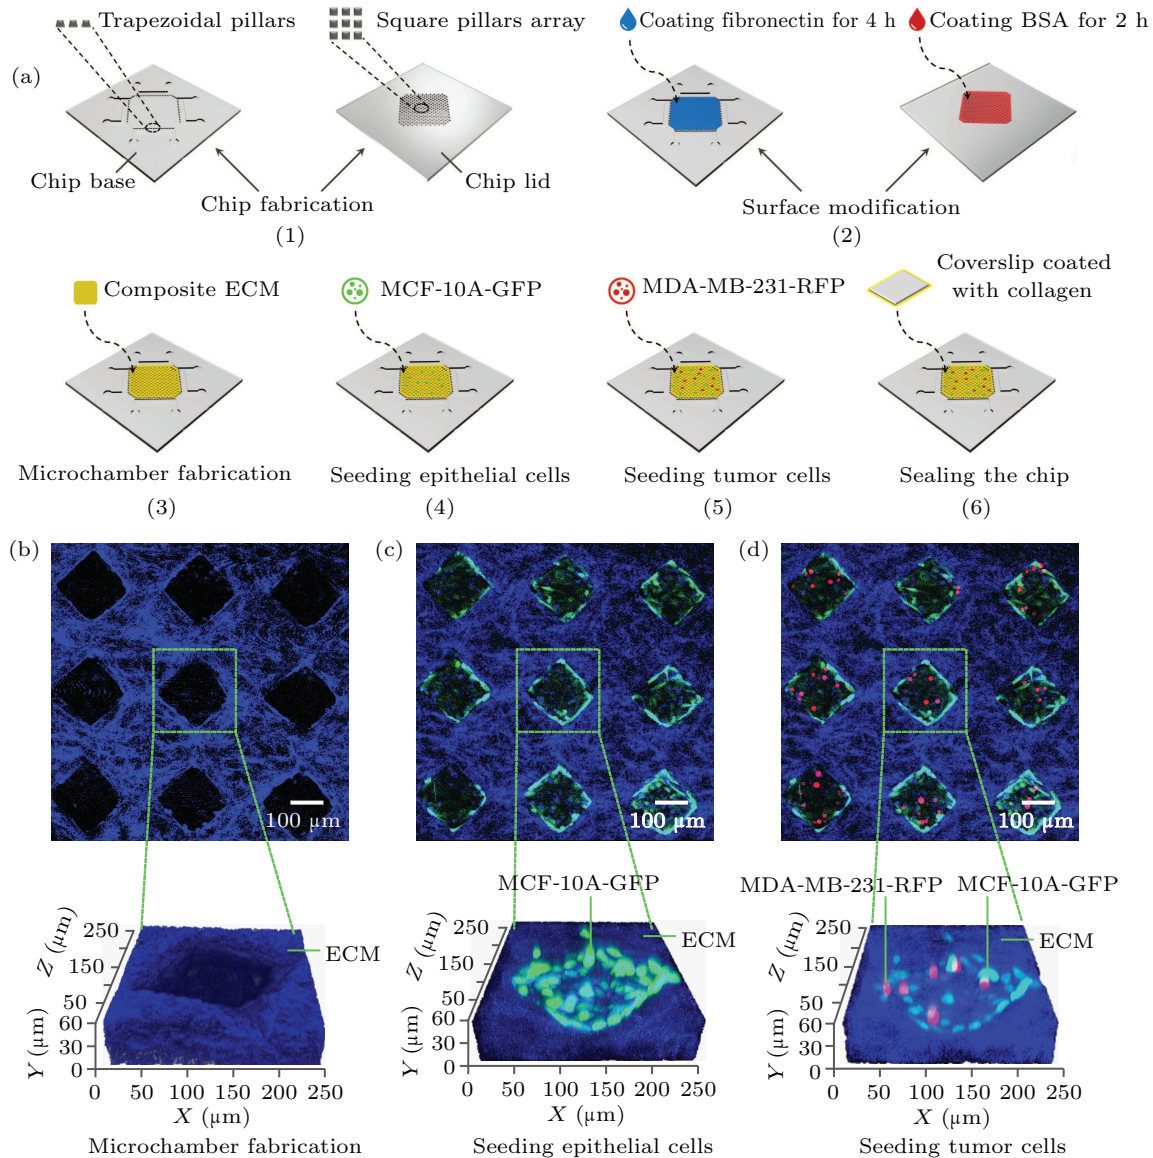 Trapezoidal pillars
Square pillars array
Coating fibronectin for 4 h
Coating BSA for 2 h
(a)
Chip base
Chip fabrication
Chip lid
Surface modification
(1)
(2)
Composite ECM
MCF-10A-GFP
MDA-MB-231-RFP
Coverslip coated
with collagen
Microchamber fabrication
Seeding epithelial cells
Seeding tumor cells
Sealing the chip
(3)
(4)
(5)
(6)
(b)
(c)
(d)
100 µm
100 µm
100 µm
MCF-10A-GFP
MDA-MB-231-RFP
MCF-10A-GFP
ECM
ECM
ECM
Z (µm)
250
150
50
Y (µm)
60
30
0
0 50 100 150 200 250
X (µm)
Z (µm)
250
150
50
Y (µm)
60
30
0
0 50 100 150 200 250
X (µm)
Z (µm)
250
150
50
Y (µm)
60
30
0
0 50 100 150 200 250
X (µm)
Microchamber fabrication
Seeding epithelial cells
Seeding tumor cells